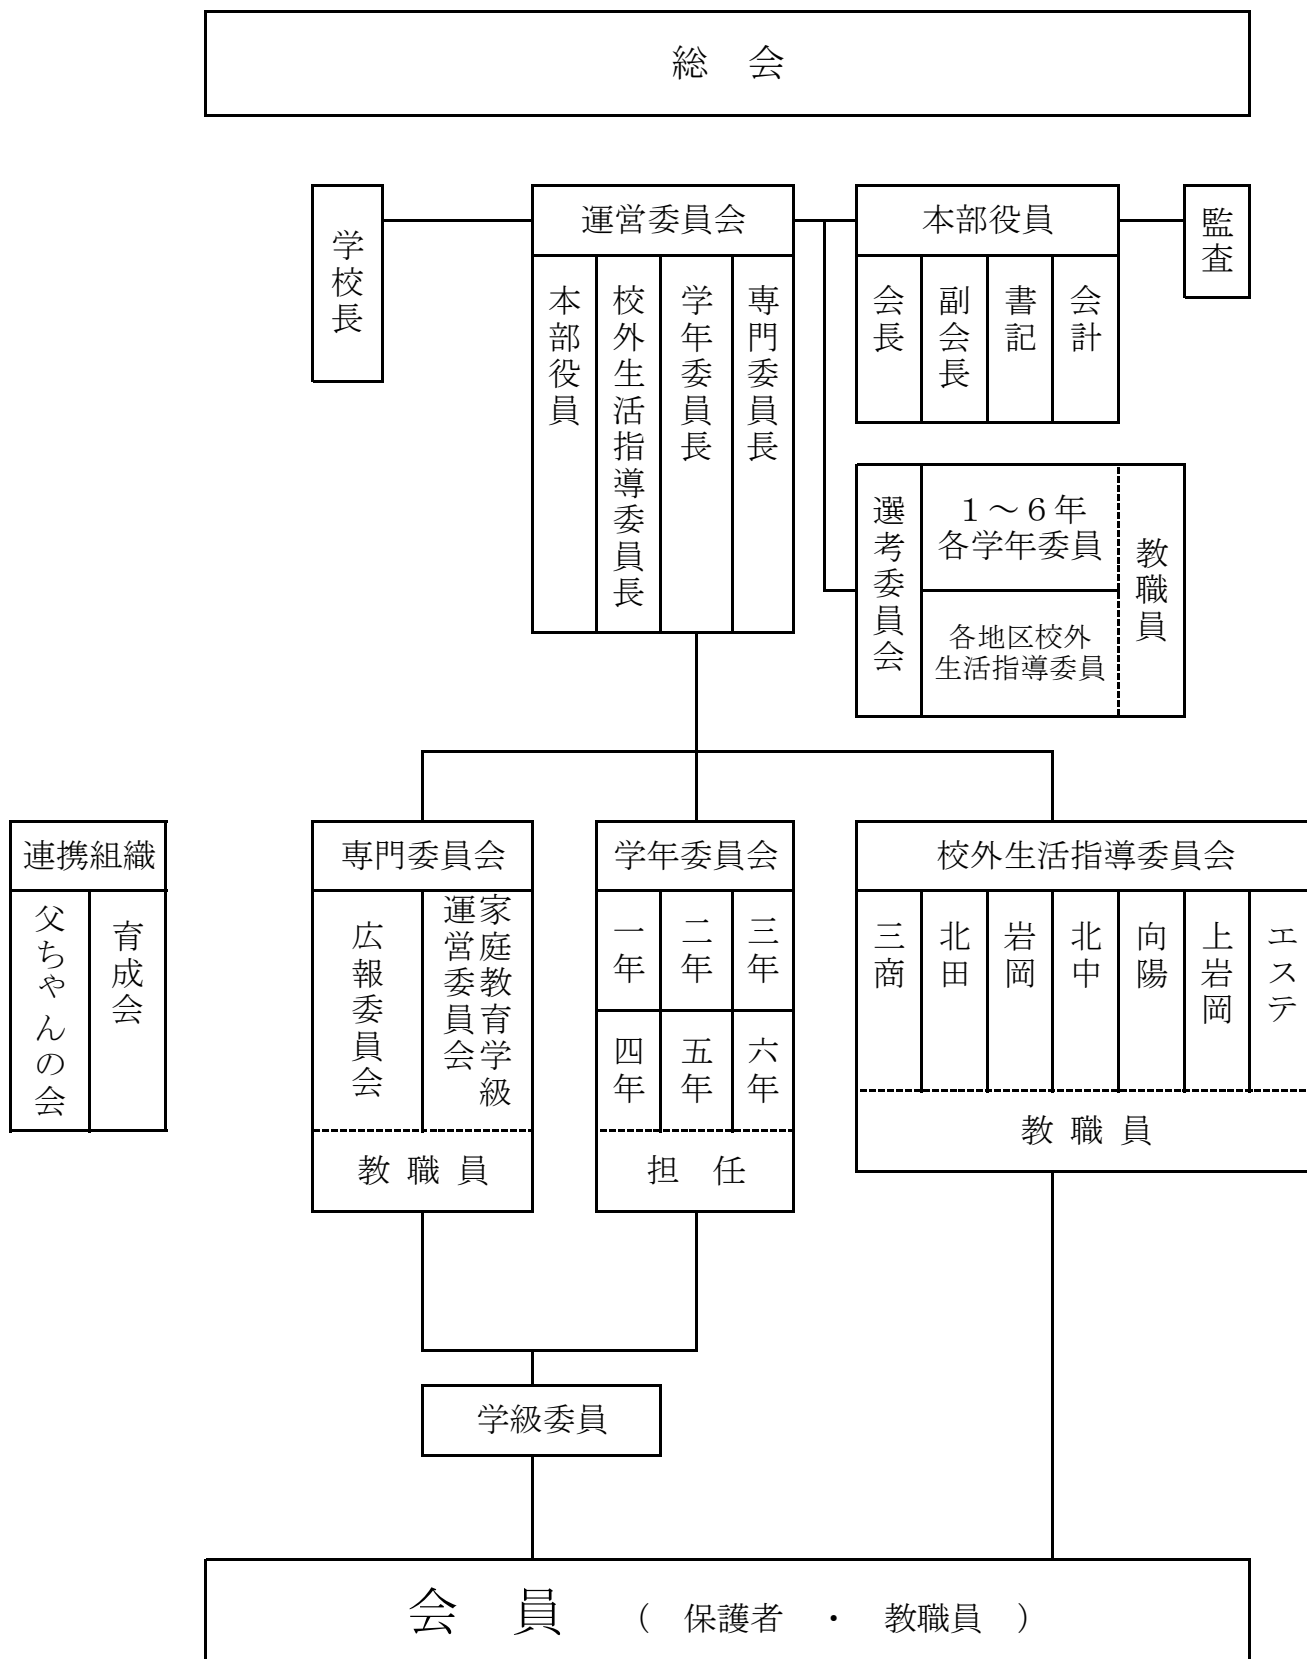 総 会
学校長
運営委員会
本部役員
校外生活指導委員長
学年委員長
専門委員長
本部役員
会長
副会長
書記
会計
監査
選考委員会
１～６年
各学年委員
各地区校外
生活指導委員
教職員
連携組織
父ちゃんの会
育成会
専門委員会
広報委員会
家庭教育学級
運営委員会
教 職 員
学年委員会
一年
二年
三年
四年
五年
六年
担 任
校外生活指導委員会
三商
北田
岩岡
北中
向陽
上岩岡
エステ
教 職 員
学級委員
会 員 （ 保護者 ・ 教職員 ）